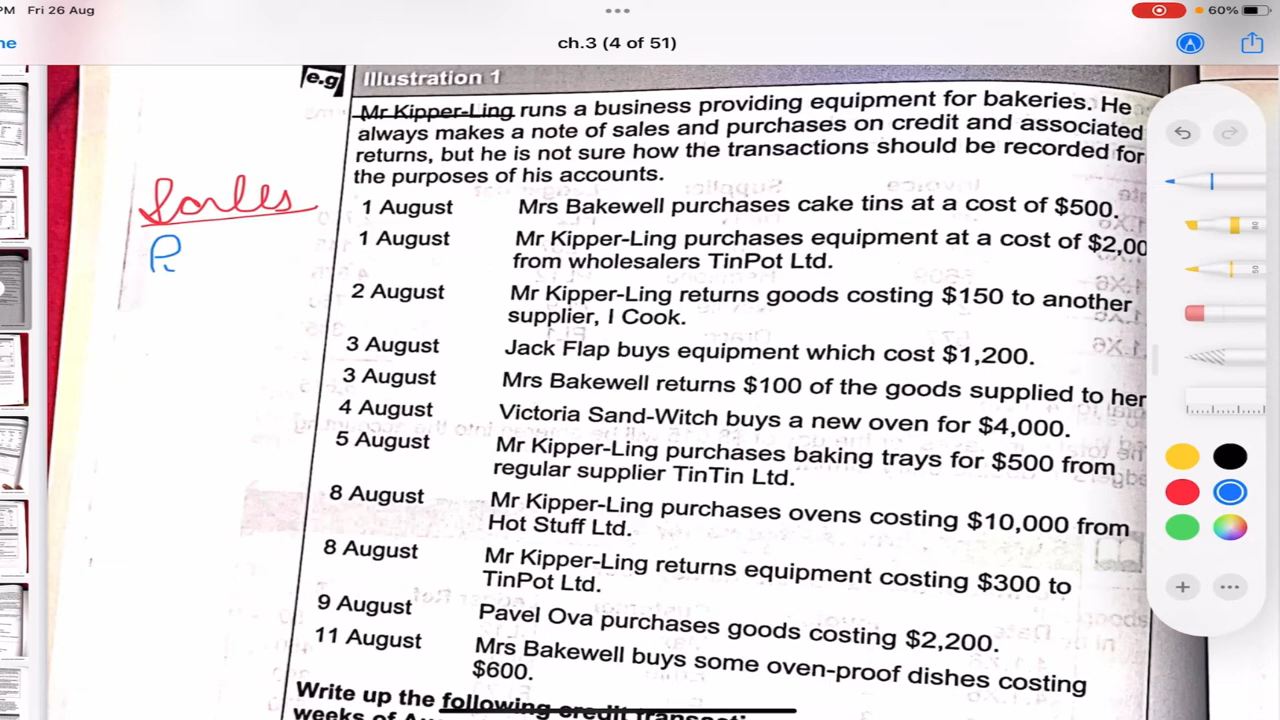 PM Fri 26 Aug
60%
ne
ch.3 (4 of 51)
e.g Illustration 1
Mr Kipper-Ling runs a business providing equipment for bakeries. He
always makes a note of sales and purchases on credit and associated
returns, but he is not sure how the transactions should be recorded for
the purposes of his accounts.
Sales
P
1 August Mrs Bakewell purchases cake tins at a cost of $500.
1 August Mr Kipper-Ling purchases equipment at a cost of $2,00
from wholesalers TinPot Ltd.
2 August Mr Kipper-Ling returns goods costing $150 to another
supplier, I Cook.
3 August Jack Flap buys equipment which cost $1,200.
3 August Mrs Bakewell returns $100 of the goods supplied to her
4 August Victoria Sand-Witch buys a new oven for $4,000.
5 August Mr Kipper-Ling purchases baking trays for $500 from
regular supplier TinTin Ltd.
8 August Mr Kipper-Ling purchases ovens costing $10,000 from
Hot Stuff Ltd.
8 August Mr Kipper-Ling returns equipment costing $300 to
TinPot Ltd.
9 August Pavel Ova purchases goods costing $2,200.
11 August Mrs Bakewell buys some oven-proof dishes costing
$600.
Write up the following credit
weeks of